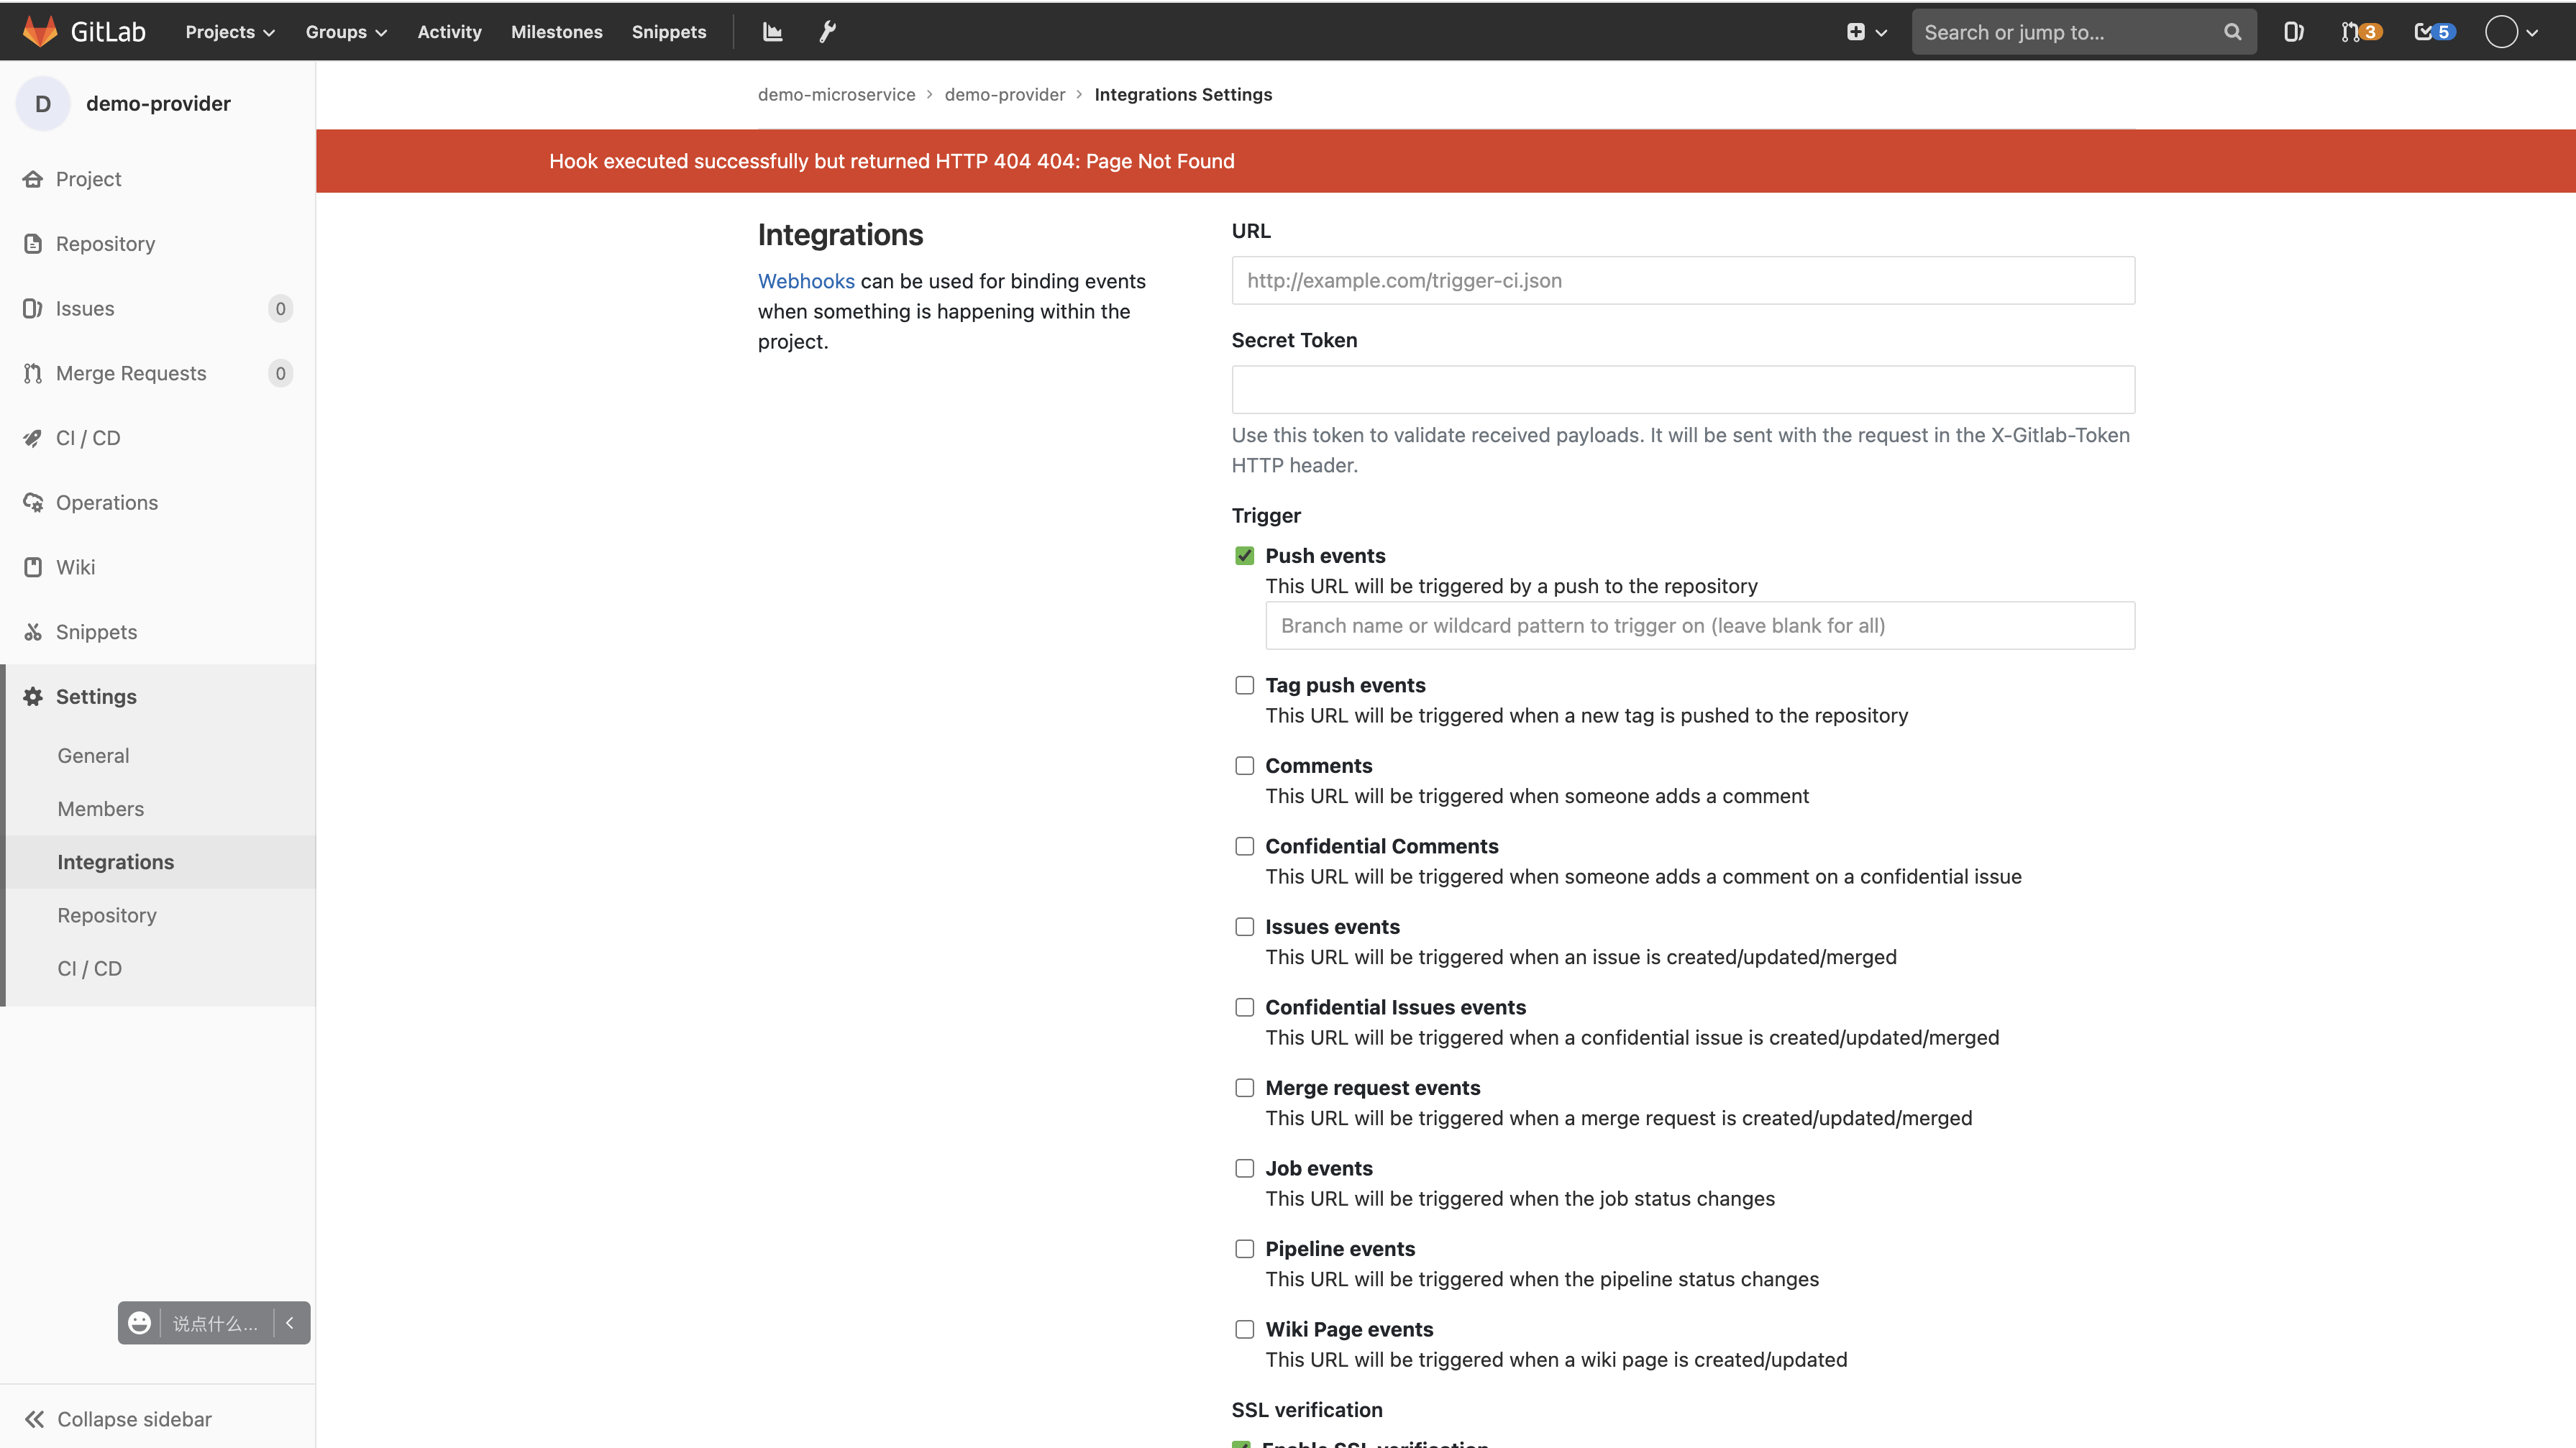 GitLab
Projects
Groups
Activity
Milestones
Snippets
Search or jump to...
3
5
D
demo-provider
demo-microservice > demo-provider > Integrations Settings
Hook executed successfully but returned HTTP 404 404: Page Not Found
Project
Repository
Issues
0
Merge Requests
0
CI / CD
Operations
Wiki
Snippets
Settings
General
Members
Integrations
Repository
CI / CD
说点什么...
Collapse sidebar
Integrations
Webhooks can be used for binding events
when something is happening within the
project.
URL
http://example.com/trigger-ci.json
Secret Token
Use this token to validate received payloads. It will be sent with the request in the X-Gitlab-Token
HTTP header.
Trigger
Push events
This URL will be triggered by a push to the repository
Branch name or wildcard pattern to trigger on (leave blank for all)
Tag push events
This URL will be triggered when a new tag is pushed to the repository
Comments
This URL will be triggered when someone adds a comment
Confidential Comments
This URL will be triggered when someone adds a comment on a confidential issue
Issues events
This URL will be triggered when an issue is created/updated/merged
Confidential Issues events
This URL will be triggered when a confidential issue is created/updated/merged
Merge request events
This URL will be triggered when a merge request is created/updated/merged
Job events
This URL will be triggered when the job status changes
Pipeline events
This URL will be triggered when the pipeline status changes
Wiki Page events
This URL will be triggered when a wiki page is created/updated
SSL verification
Enable SSL verification